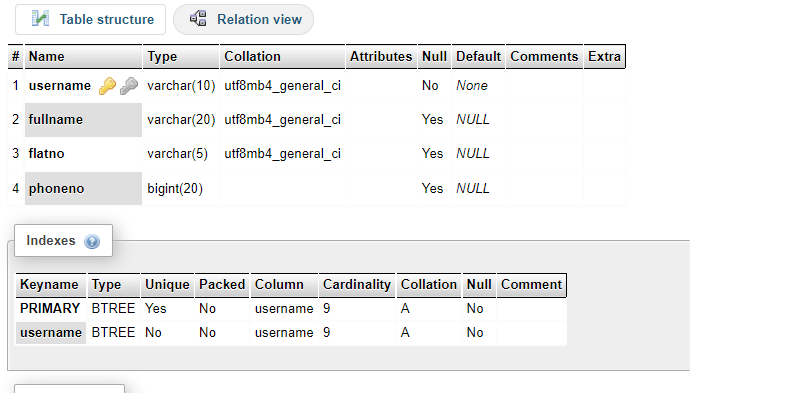 Table structure Relation view
# Name Type Collation Attributes Null Default Comments Extra
1 username varchar(10) utf8mb4_general_ci No None
2 fullname varchar(20) utf8mb4_general_ci Yes NULL
3 flatno varchar(5) utf8mb4_general_ci Yes NULL
4 phoneno bigint(20) Yes NULL
Indexes ?
Keyname Type Unique Packed Column Cardinality Collation Null Comment
PRIMARY BTREE Yes No username 9 A No
username BTREE No No username 9 A No